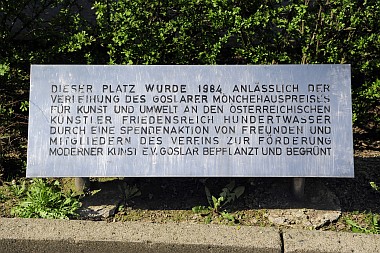 DIESER PLATZ WURDE 1984 ANLÄSSLICH DER
VERLEIHUNG DES GOSLARER MÖNCHEHAUSPREISES
FÜR KUNST UND UMWELT AN DEN ÖSTERREICHISCHEN
KÜNSTLER FRIEDENSREICH HUNDERTWASSER
DURCH EINE SPENDENAKTION VON FREUNDEN UND
MITGLIEDERN DES VEREINS ZUR FÖRDERUNG
MODERNER KUNST E.V. GOSLAR BEPFLANZT UND BEGRÜNT